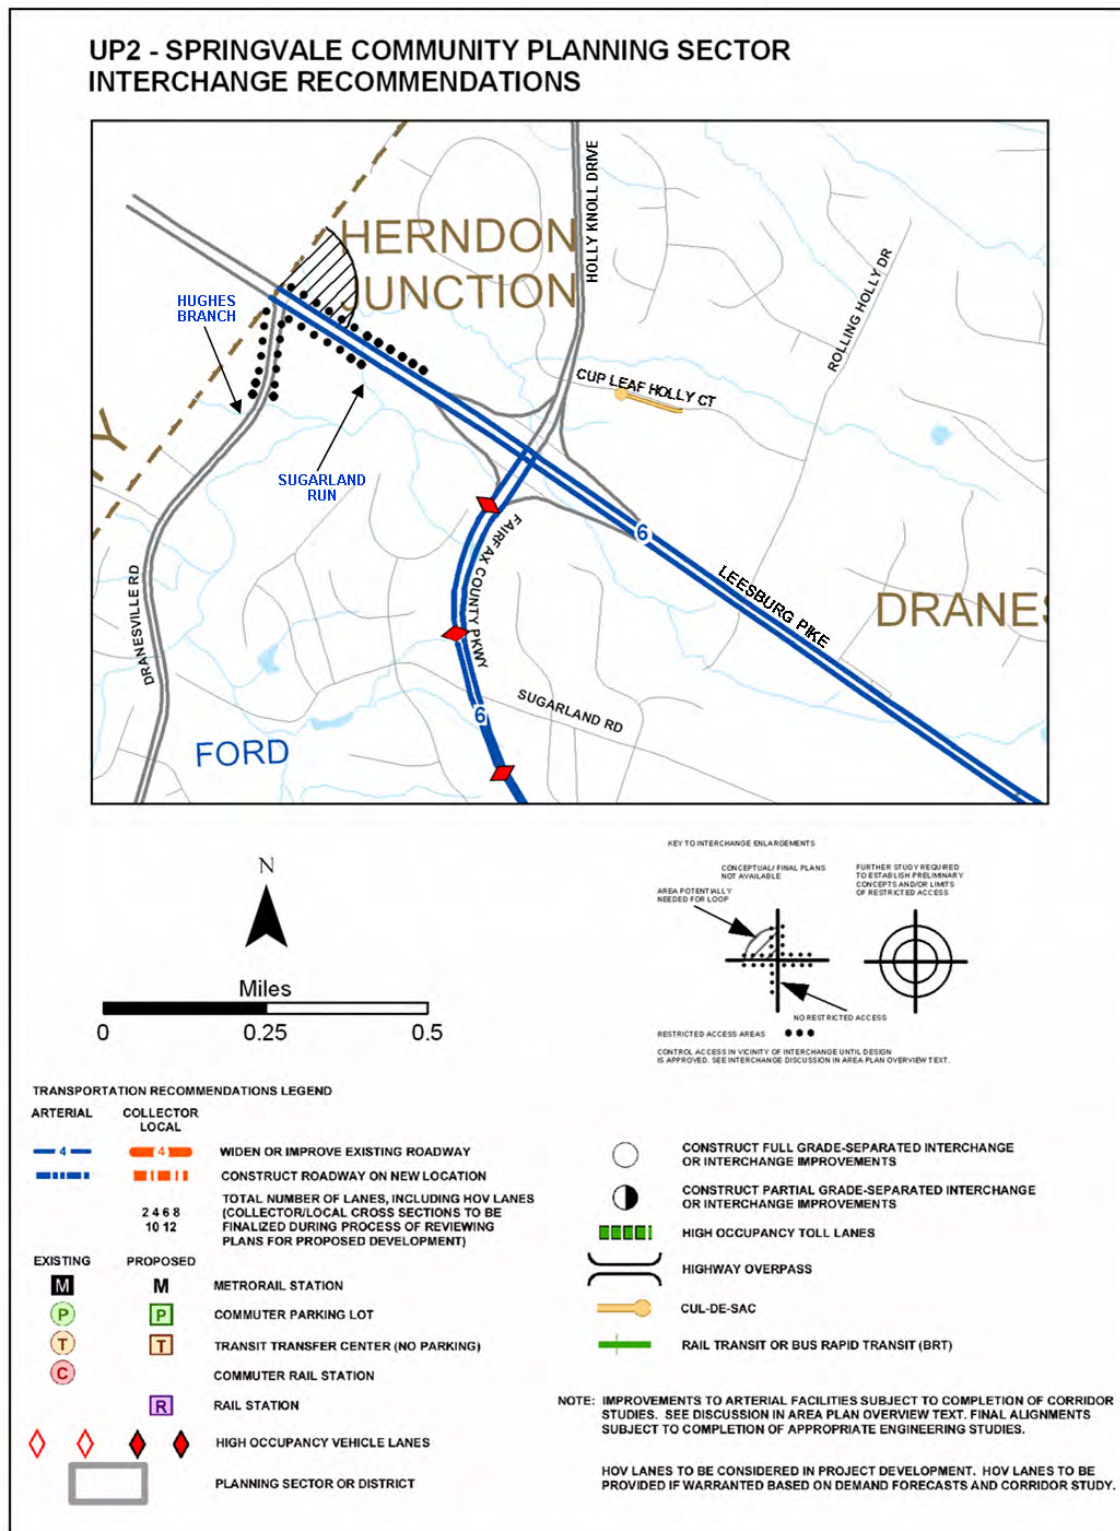 UP2 - SPRINGVALE COMMUNITY PLANNING SECTOR
INTERCHANGE RECOMMENDATIONS
HERNDON
JUNCTION
HOLLY KNOLL DRIVE
HUGHES
BRANCH
ROLLING HOLLY DR
CUP LEAF HOLLY CT
Y
SUGARLAND
RUN
6
FAIRFAX COUNTY PKWY
LEESBURG PIKE
DRANES
DRANESVILLE RD
SUGARLAND RD
6
FORD
N
Miles
0
0.25
0.5
KEY TO INTERCHANGE ENLARGEMENTS
CONCEPTUAL/FINAL PLANS
NOT AVAILABLE
AREA POTENTIALLY
NEEDED FOR LOOP
FURTHER STUDY REQUIRED
TO ESTABLISH PRELIMINARY
CONCEPTS AND/OR LIMITS
OF RESTRICTED ACCESS
NO RESTRICTED ACCESS
RESTRICTED ACCESS AREAS
CONTROL ACCESS IN VICINITY OF INTERCHANGE UNTIL DESIGN
IS APPROVED. SEE INTERCHANGE DISCUSSION IN AREA PLAN OVERVIEW TEXT.
TRANSPORTATION RECOMMENDATIONS LEGEND
ARTERIAL
COLLECTOR
LOCAL
4 4 WIDEN OR IMPROVE EXISTING ROADWAY
CONSTRUCT ROADWAY ON NEW LOCATION
2 4 6 8
10 12
TOTAL NUMBER OF LANES, INCLUDING HOV LANES
(COLLECTOR/LOCAL CROSS SECTIONS TO BE
FINALIZED DURING PROCESS OF REVIEWING
PLANS FOR PROPOSED DEVELOPMENT)
EXISTING PROPOSED
M M METRORAIL STATION
P P COMMUTER PARKING LOT
T T TRANSIT TRANSFER CENTER (NO PARKING)
C COMMUTER RAIL STATION
R RAIL STATION
HIGH OCCUPANCY VEHICLE LANES
PLANNING SECTOR OR DISTRICT
CONSTRUCT FULL GRADE-SEPARATED INTERCHANGE
OR INTERCHANGE IMPROVEMENTS
CONSTRUCT PARTIAL GRADE-SEPARATED INTERCHANGE
OR INTERCHANGE IMPROVEMENTS
HIGH OCCUPANCY TOLL LANES
HIGHWAY OVERPASS
CUL-DE-SAC
RAIL TRANSIT OR BUS RAPID TRANSIT (BRT)
NOTE: IMPROVEMENTS TO ARTERIAL FACILITIES SUBJECT TO COMPLETION OF CORRIDOR
STUDIES. SEE DISCUSSION IN AREA PLAN OVERVIEW TEXT. FINAL ALIGNMENTS
SUBJECT TO COMPLETION OF APPROPRIATE ENGINEERING STUDIES.
HOV LANES TO BE CONSIDERED IN PROJECT DEVELOPMENT. HOV LANES TO BE
PROVIDED IF WARRANTED BASED ON DEMAND FORECASTS AND CORRIDOR STUDY.